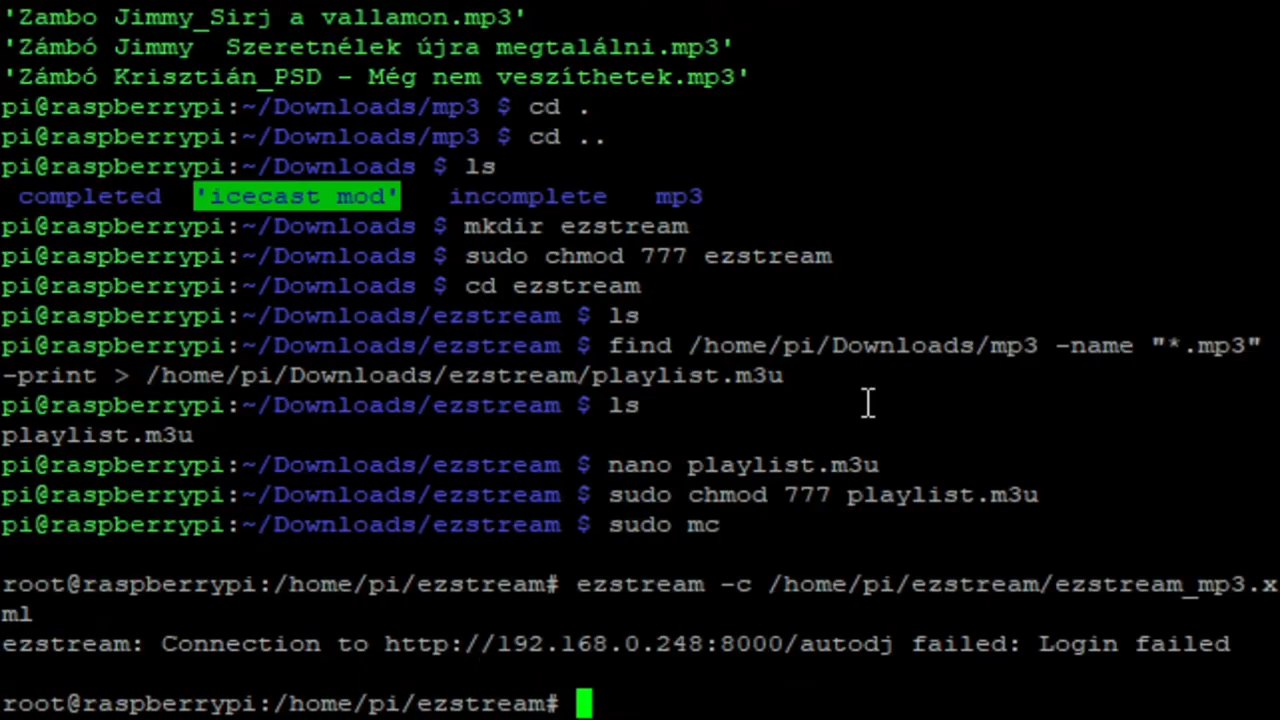 'Zambo Jimmy_Sirj a vallamon.mp3'
'Zámbó Jimmy  Szeretnélek újra megtalálni.mp3'
'Zámbó Krisztián_PSD - Még nem veszíthetek.mp3'
pi@raspberrypi:~/Downloads/mp3 $ cd .
pi@raspberrypi:~/Downloads/mp3 $ cd ..
pi@raspberrypi:~/Downloads $ ls
completed  'icecast mod'   incomplete   mp3
pi@raspberrypi:~/Downloads $ mkdir ezstream
pi@raspberrypi:~/Downloads $ sudo chmod 777 ezstream
pi@raspberrypi:~/Downloads $ cd ezstream
pi@raspberrypi:~/Downloads/ezstream $ ls
pi@raspberrypi:~/Downloads/ezstream $ find /home/pi/Downloads/mp3 -name "*.mp3"
-print > /home/pi/Downloads/ezstream/playlist.m3u
pi@raspberrypi:~/Downloads/ezstream $ ls
playlist.m3u
pi@raspberrypi:~/Downloads/ezstream $ nano playlist.m3u
pi@raspberrypi:~/Downloads/ezstream $ sudo chmod 777 playlist.m3u
pi@raspberrypi:~/Downloads/ezstream $ sudo mc
root@raspberrypi:/home/pi/ezstream# ezstream -c /home/pi/ezstream/ezstream_mp3.x
ml
ezstream: Connection to http://192.168.0.248:8000/autodj failed: Login failed
root@raspberrypi:/home/pi/ezstream#